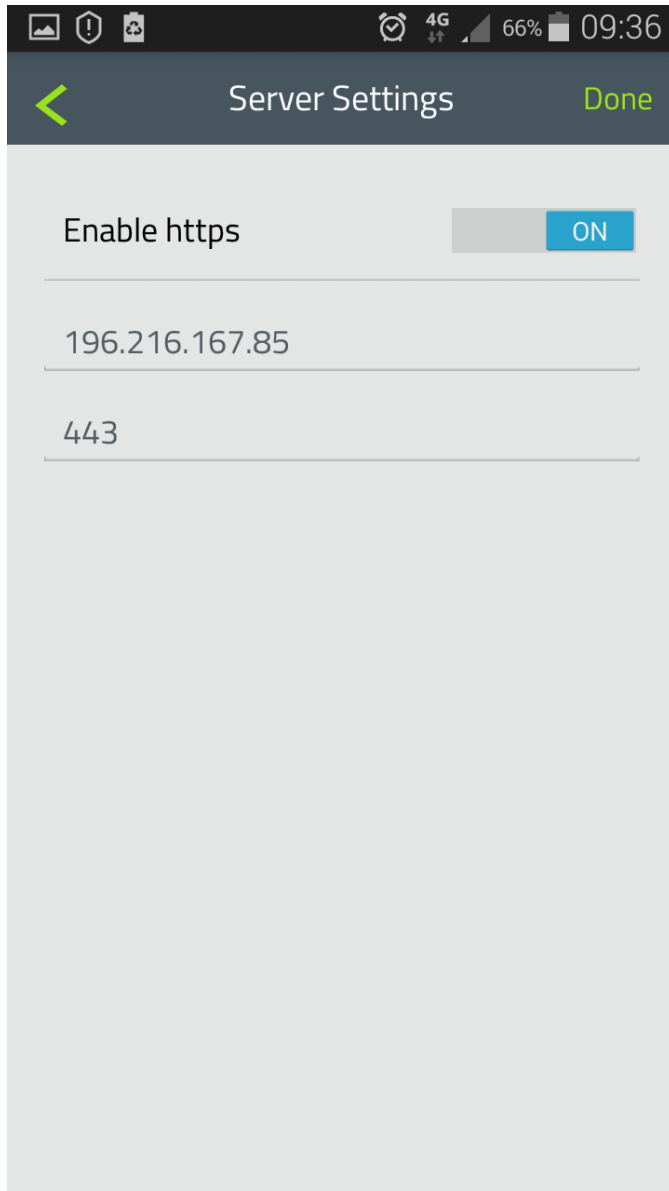 4G 66% 09:36
Server Settings Done
Enable https ON
196.216.167.85
443